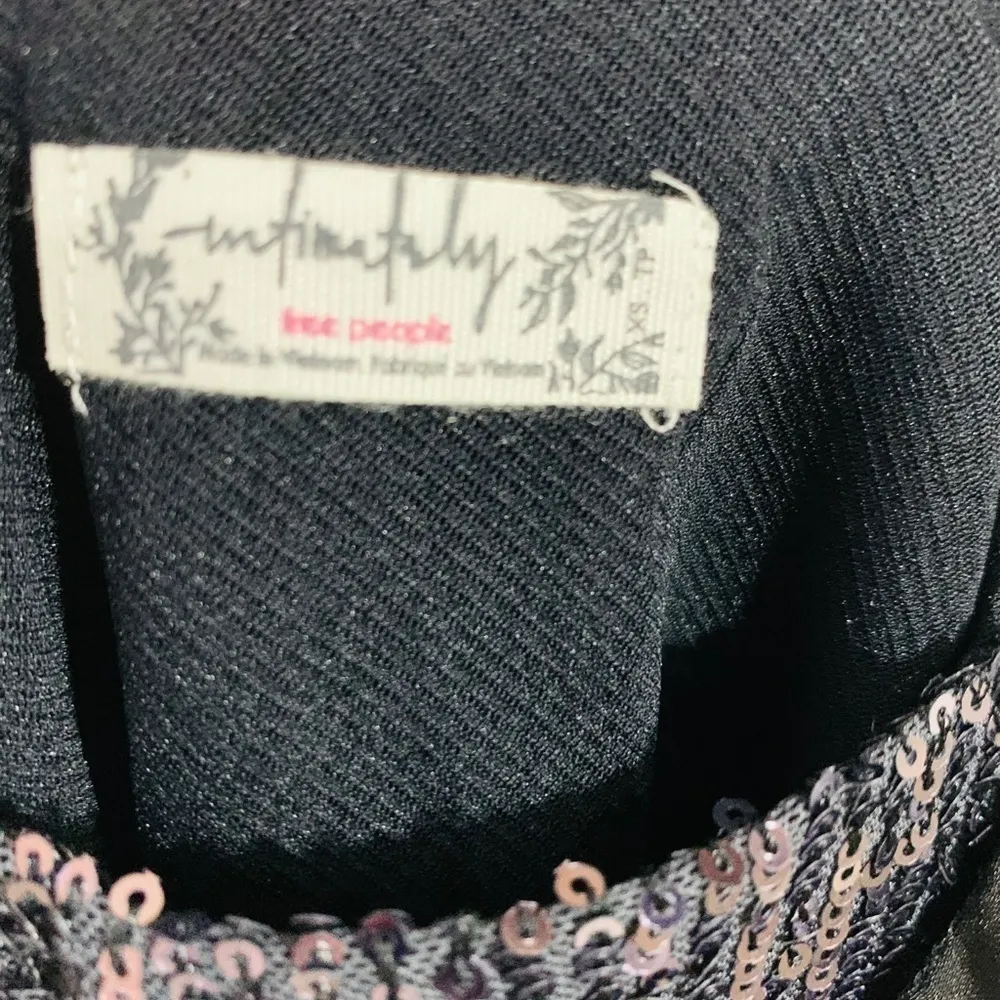 intimately
free people
Made in Vietnam, Fabriqué au Vietnam
XS TP